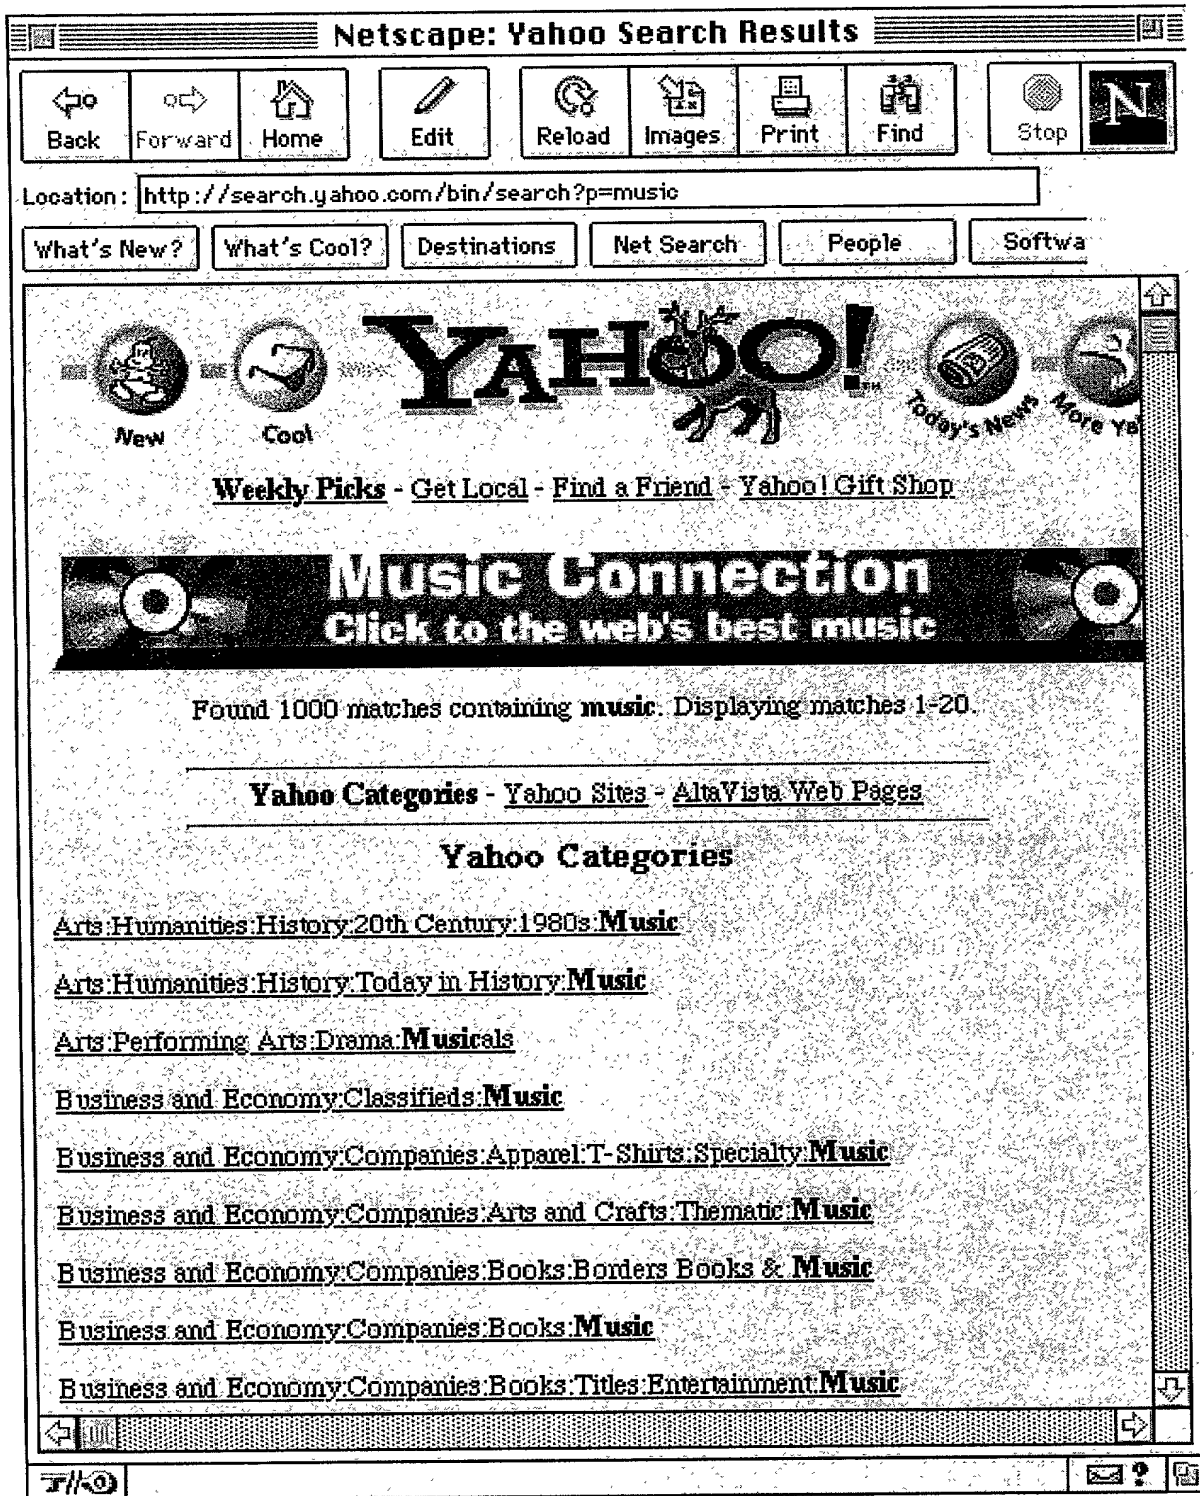 Netscape: Yahoo Search Results
Back Forward Home Edit Reload Images Print Find Stop N
Location: http://search.yahoo.com/bin/search?p=music
What's New? What's Cool? Destinations Net Search People Softwa
YAHOO! TM
New Cool Today's News More Ya
Weekly Picks - Get Local - Find a Friend - Yahoo! Gift Shop
Music Connection
Click to the web's best music
Found 1000 matches containing music. Displaying matches 1-20.
Yahoo Categories - Yahoo Sites - AltaVista Web Pages
Yahoo Categories
Arts:Humanities:History:20th Century:1980s:Music
Arts:Humanities:History:Today in History:Music
Arts:Performing Arts:Drama:Musicals
Business and Economy:Classifieds:Music
Business and Economy:Companies:Apparel:T-Shirts:Specialty:Music
Business and Economy:Companies:Arts and Crafts:Thematic:Music
Business and Economy:Companies:Books:Borders Books & Music
Business and Economy:Companies:Books:Music
Business and Economy:Companies:Books:Titles:Entertainment:Music
?